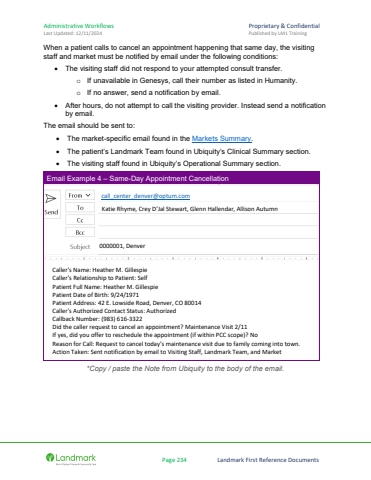 Administrative Workflows
Proprietary & Confidential
Last Updated: 12/11/2024
Published by LM1 Training
When a patient calls to cancel an appointment happening that same day, the visiting
staff and market must be notified by email under the following conditions:
• The visiting staff did not respond to your attempted consult transfer.
o If unavailable in Genesys, call their number as listed in Humanity.
o If no answer, send a notification email.
• After hours, do not attempt to call the visiting provider. Instead send a notification
email.
The email should be sent to:
• The market-specific email found in the Markets Summary.
• The patient's Landmark Team found in Ubiquity's Clinical Summary section.
• The visiting staff found in Ubiquity's Operational Summary section.
Email Example 4 – Same-Day Appointment Cancellation
Send
From
call_center_denver@optum.com
To
Katie Rhyme, Crey D'Jal Stewart, Glenn Hallendar, Allison Autumn
Cc
Bcc
Subject
0000001, Denver
Caller's Name: Heather M. Gillespie
Caller's Relationship to Patient: Self
Patient Full Name: Heather M. Gillespie
Patient Date of Birth: 9/24/1971
Patient Address: 42 E. Lowside Road, Denver, CO 80014
Caller's Authorized Contact Status: Authorized
Callback Number: (983) 616-3322
Did the caller request to cancel an appointment? Maintenance Visit 2/11
If yes, did you offer to reschedule the appointment (if within PCC scope)? No
Reason for Call: Request to cancel today's maintenance visit due to family coming into town.
Action Taken: Sent notification email to Visiting Staff, Landmark Team, and Market
*Copy / paste the Note from Ubiquity to the body of the email.
Landmark
Page 234
Landmark First Reference Documents